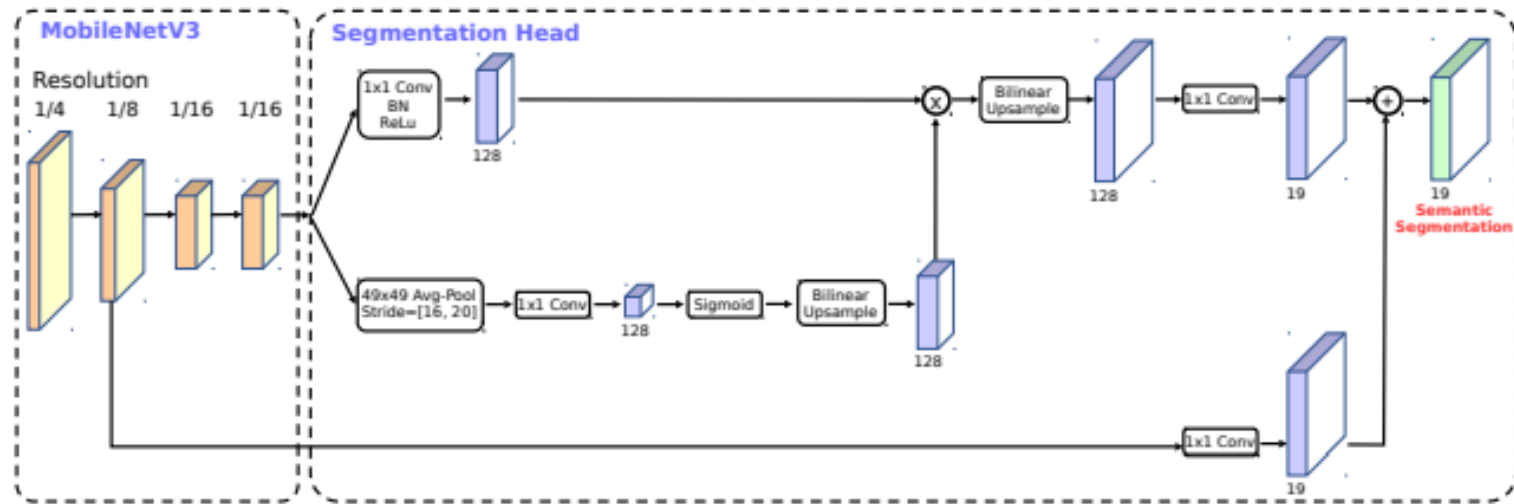 MobileNetV3
Resolution
1/4 1/8 1/16 1/16
Segmentation Head
1x1 Conv
BN
ReLu
128
x
Bilinear
Upsample
128
1x1 Conv
19
+
19
Semantic
Segmentation
49x49 Avg-Pool
Stride=[16, 20]
1x1 Conv
128
Sigmoid
Bilinear
Upsample
128
1x1 Conv
19